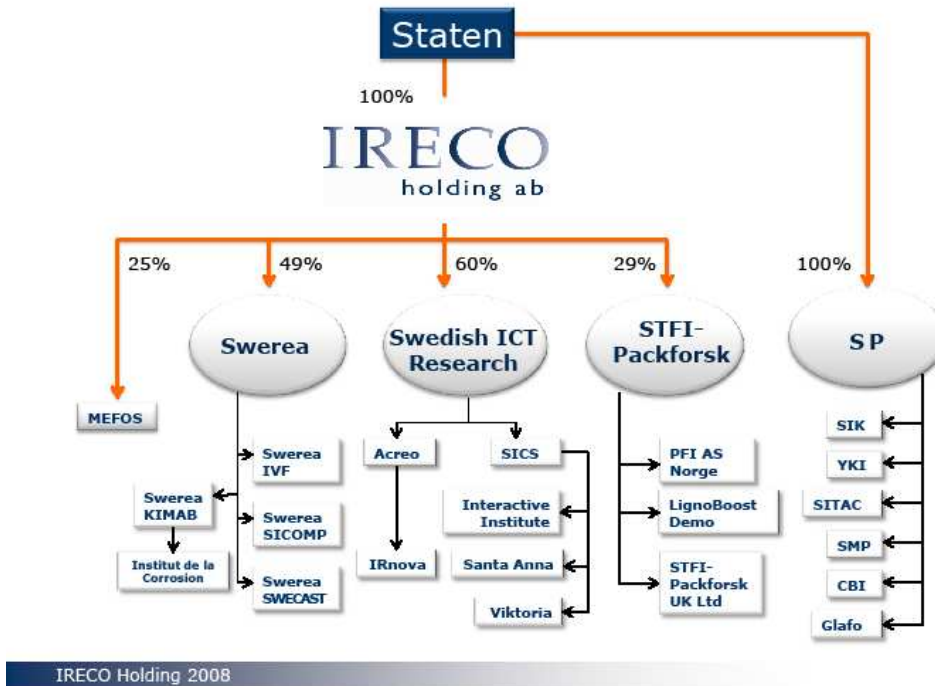 Staten
100%
IRECO
holding ab
25%
49%
60%
29%
100%
Swerea
Swedish ICT
Research
STFI-
Packforsk
SP
MEFOS
Swerea
IVF
Swerea
KIMAB
Swerea
SICOMP
Institut de la
Corrosion
Swerea
SWECAST
Acreo
SICS
Interactive
Institute
IRnova
Santa Anna
Viktoria
PFI AS
Norge
LignoBoost
Demo
STFI-
Packforsk
UK Ltd
SIK
YKI
SITAC
SMP
CBI
Glafo
IRECO Holding 2008